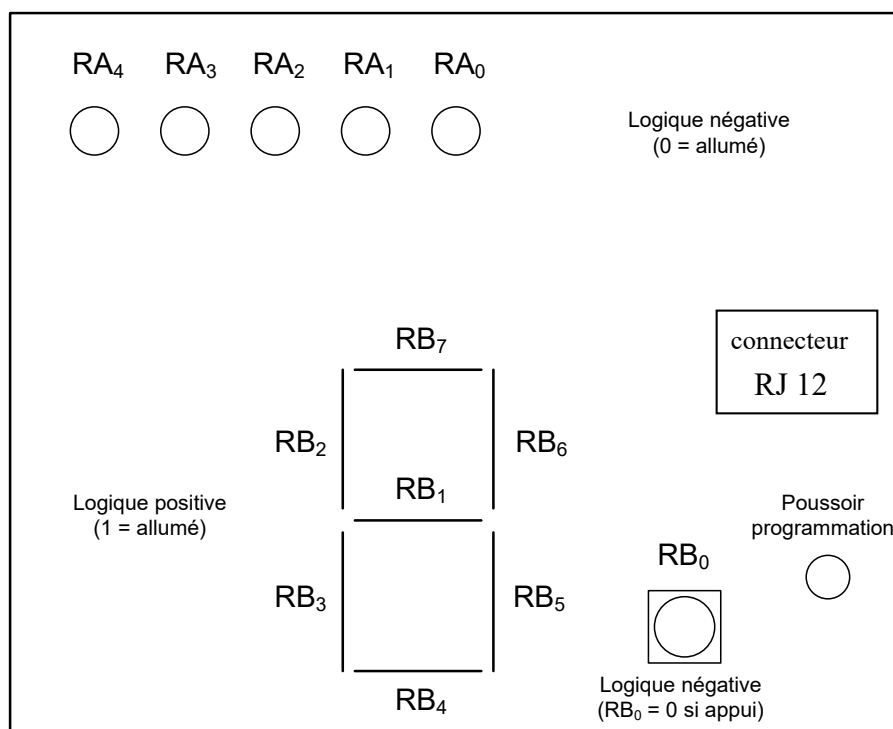 RA₄ RA₃ RA₂ RA₁ RA₀
Logique négative
(0 = allumé)
connecteur
RJ 12
RB₇
RB₂
RB₆
RB₁
Logique positive
(1 = allumé)
Poussoir
programmation
RB₀
RB₃
RB₅
RB₄
Logique négative
(RB₀ = 0 si appui)